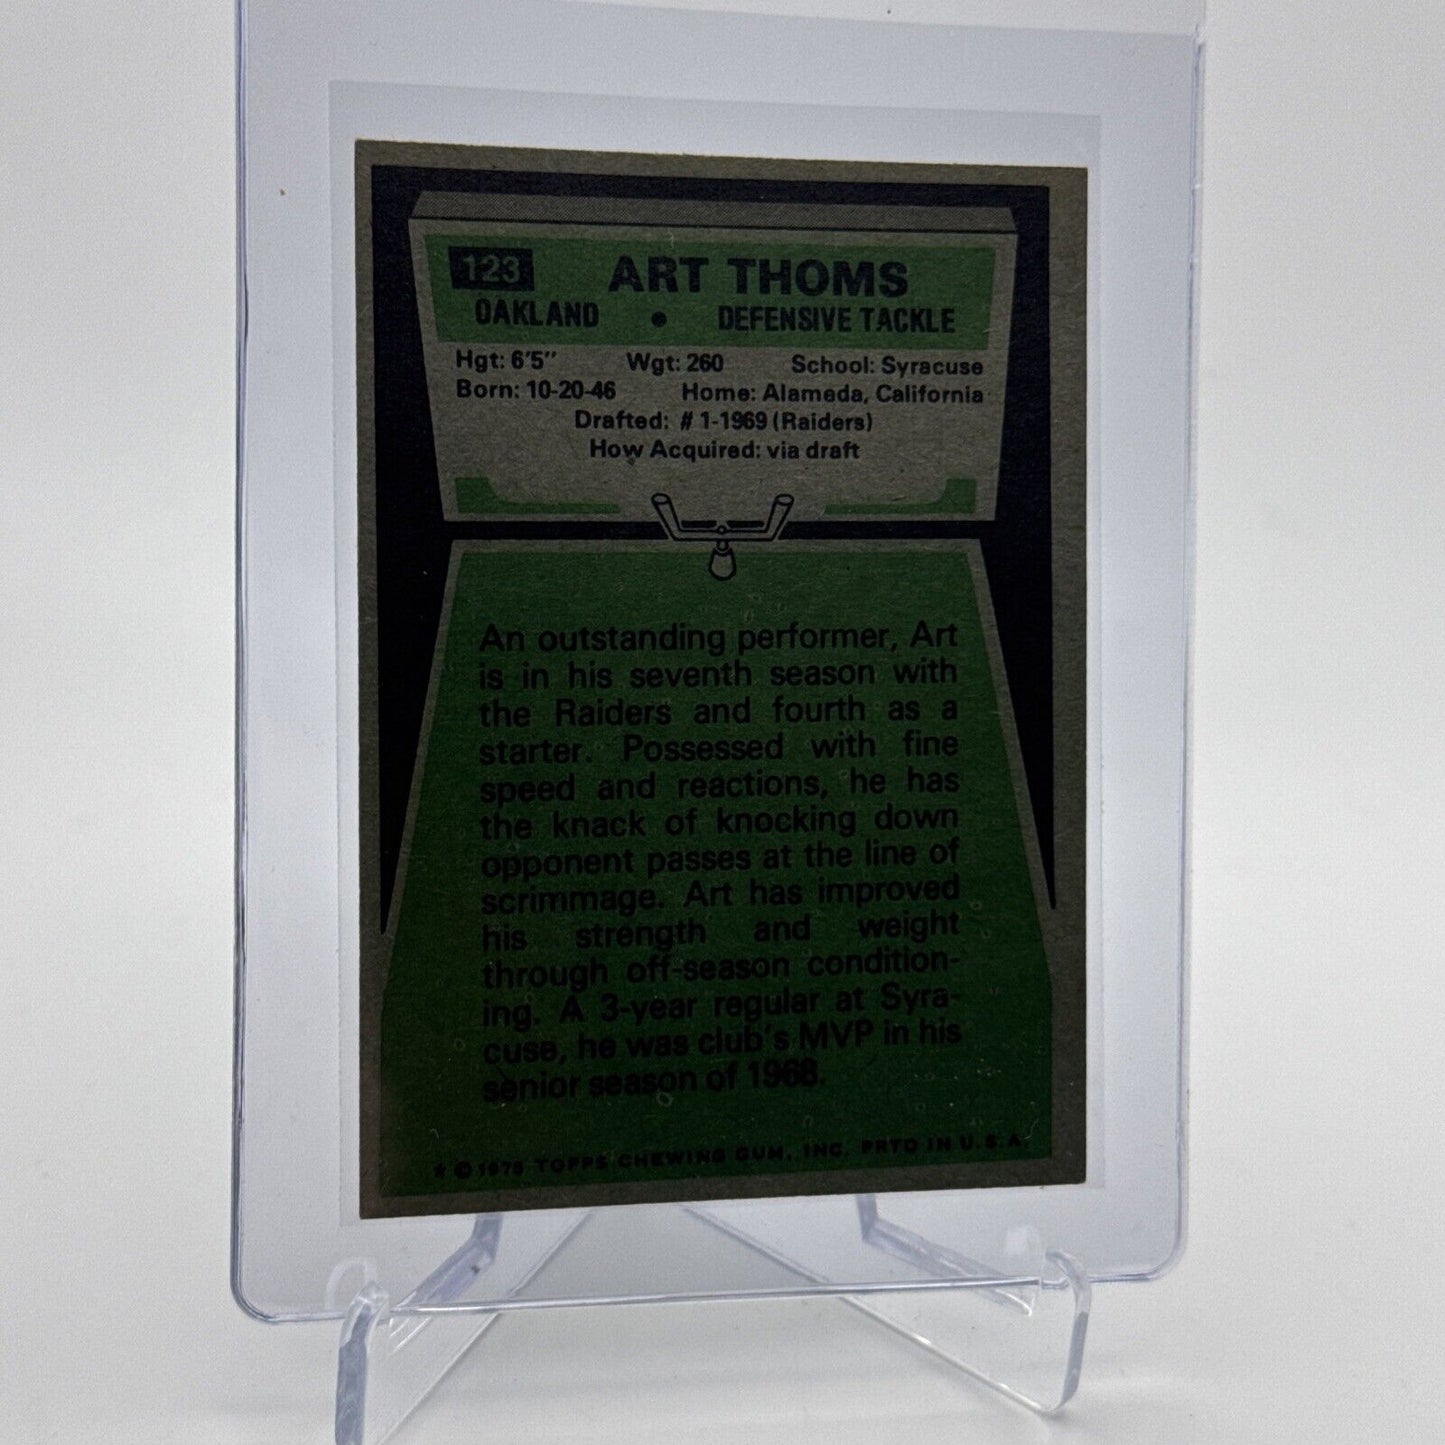 123 ART THOMS
OAKLAND • DEFENSIVE TACKLE
Hgt: 6'5" Wgt: 260 School: Syracuse
Born: 10-20-46 Home: Alameda, California
Drafted: # 1-1969 (Raiders)
How Acquired: via draft
An outstanding performer, Art
is in his seventh season with
the Raiders and fourth as a
starter. Possessed with fine
speed and reactions, he has
the knack of knocking down
opponent passes at the line of
scrimmage. Art has improved
his strength and weight
through off-season condition-
ing. A 3-year regular at Syra-
cuse, he was club's MVP in his
senior season of 1968.
* © 1975 TOPPS CHEWING GUM, INC. PRTD IN U.S.A.